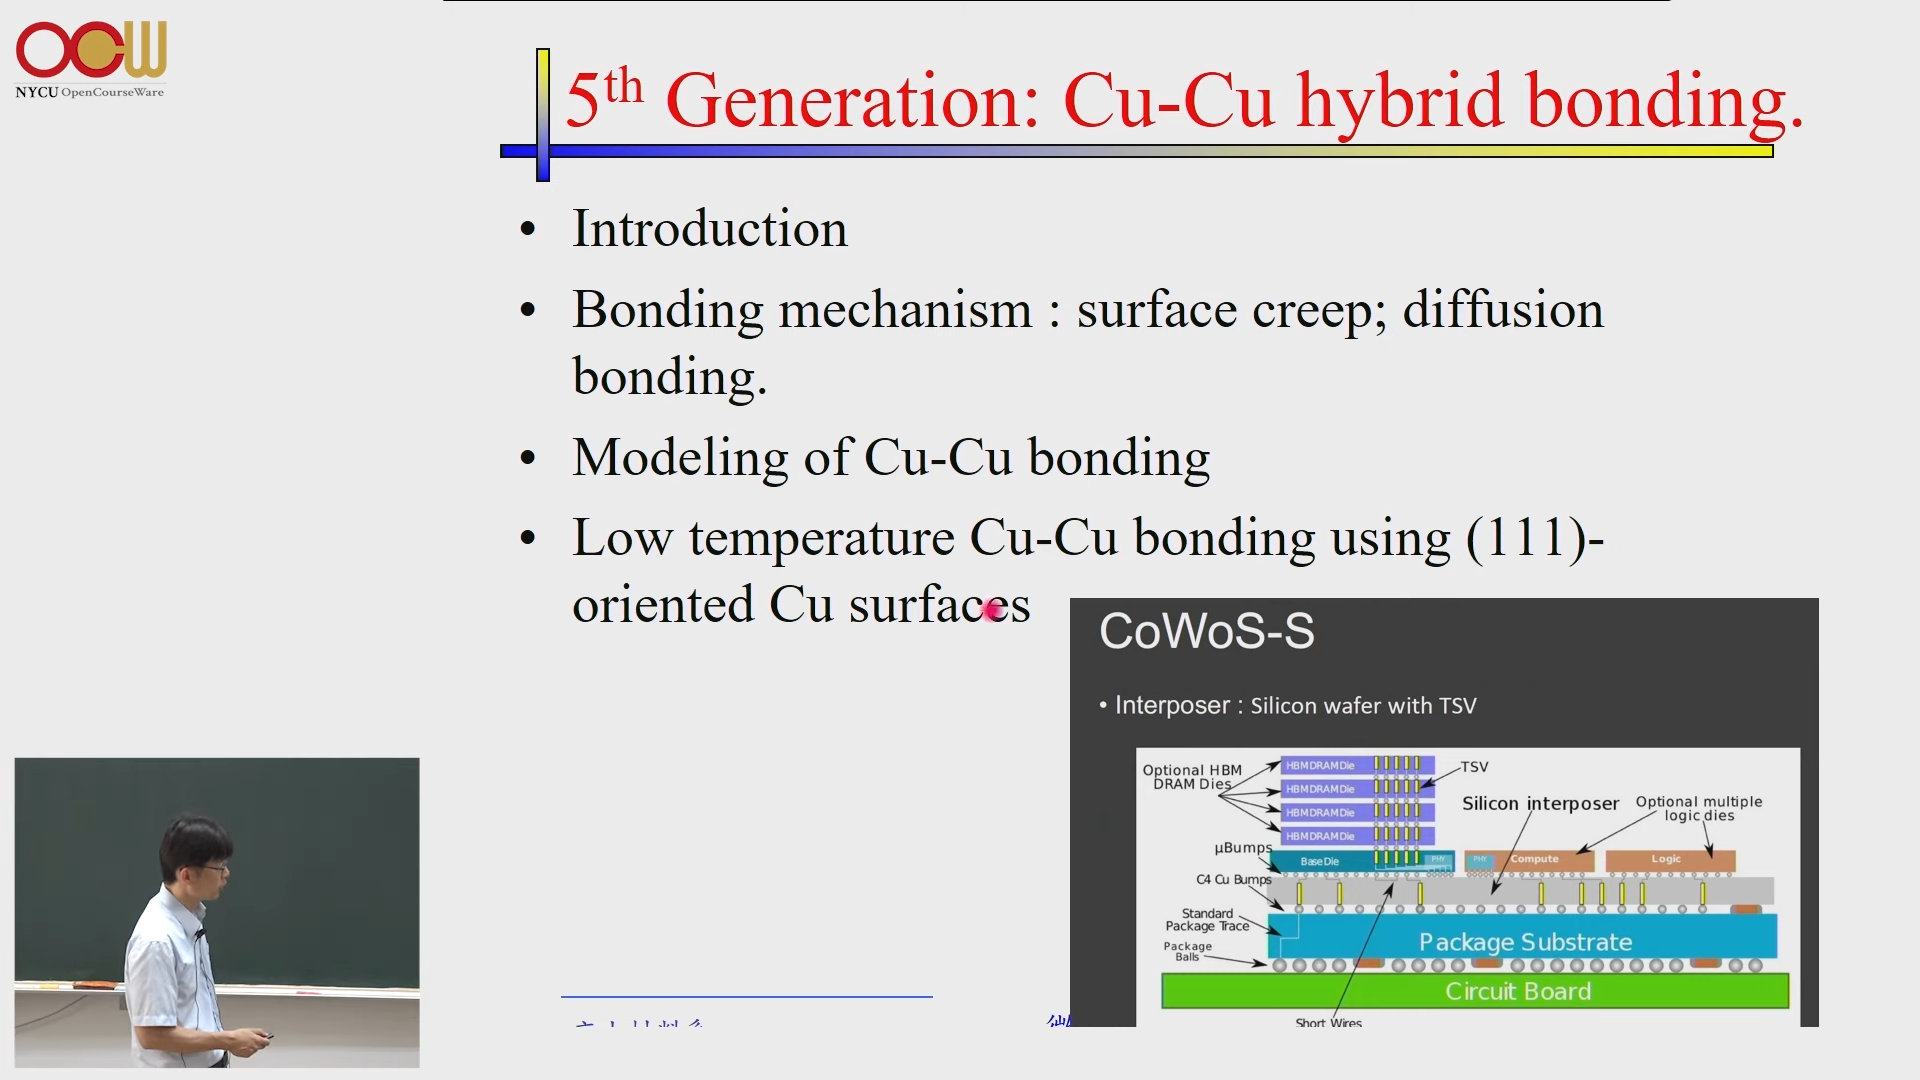 NYCU OpenCourseWare
5th Generation: Cu-Cu hybrid bonding.
• Introduction
• Bonding mechanism : surface creep; diffusion
bonding.
• Modeling of Cu-Cu bonding
• Low temperature Cu-Cu bonding using (111)-
oriented Cu surfaces
CoWoS-S
• Interposer : Silicon wafer with TSV
Optional HBM
DRAM Dies
HBM DRAM Die
HBM DRAM Die
HBM DRAM Die
HBM DRAM Die
TSV
Silicon interposer
Optional multiple
logic dies
µBumps
Base Die
PHY
PHY
Compute
Logic
C4 Cu Bumps
Standard
Package Trace
Package
Balls
Package Substrate
Circuit Board
Short Wires